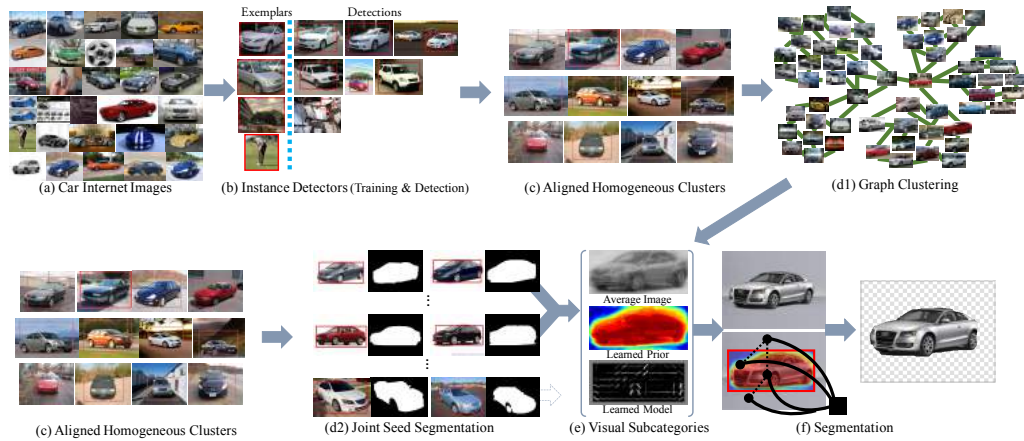 Exemplars
Detections
(a) Car Internet Images
(b) Instance Detectors (Training & Detection)
(c) Aligned Homogeneous Clusters
(d1) Graph Clustering
Average Image
Learned Prior
Learned Model
(c) Aligned Homogeneous Clusters
(d2) Joint Seed Segmentation
(e) Visual Subcategories
(f) Segmentation